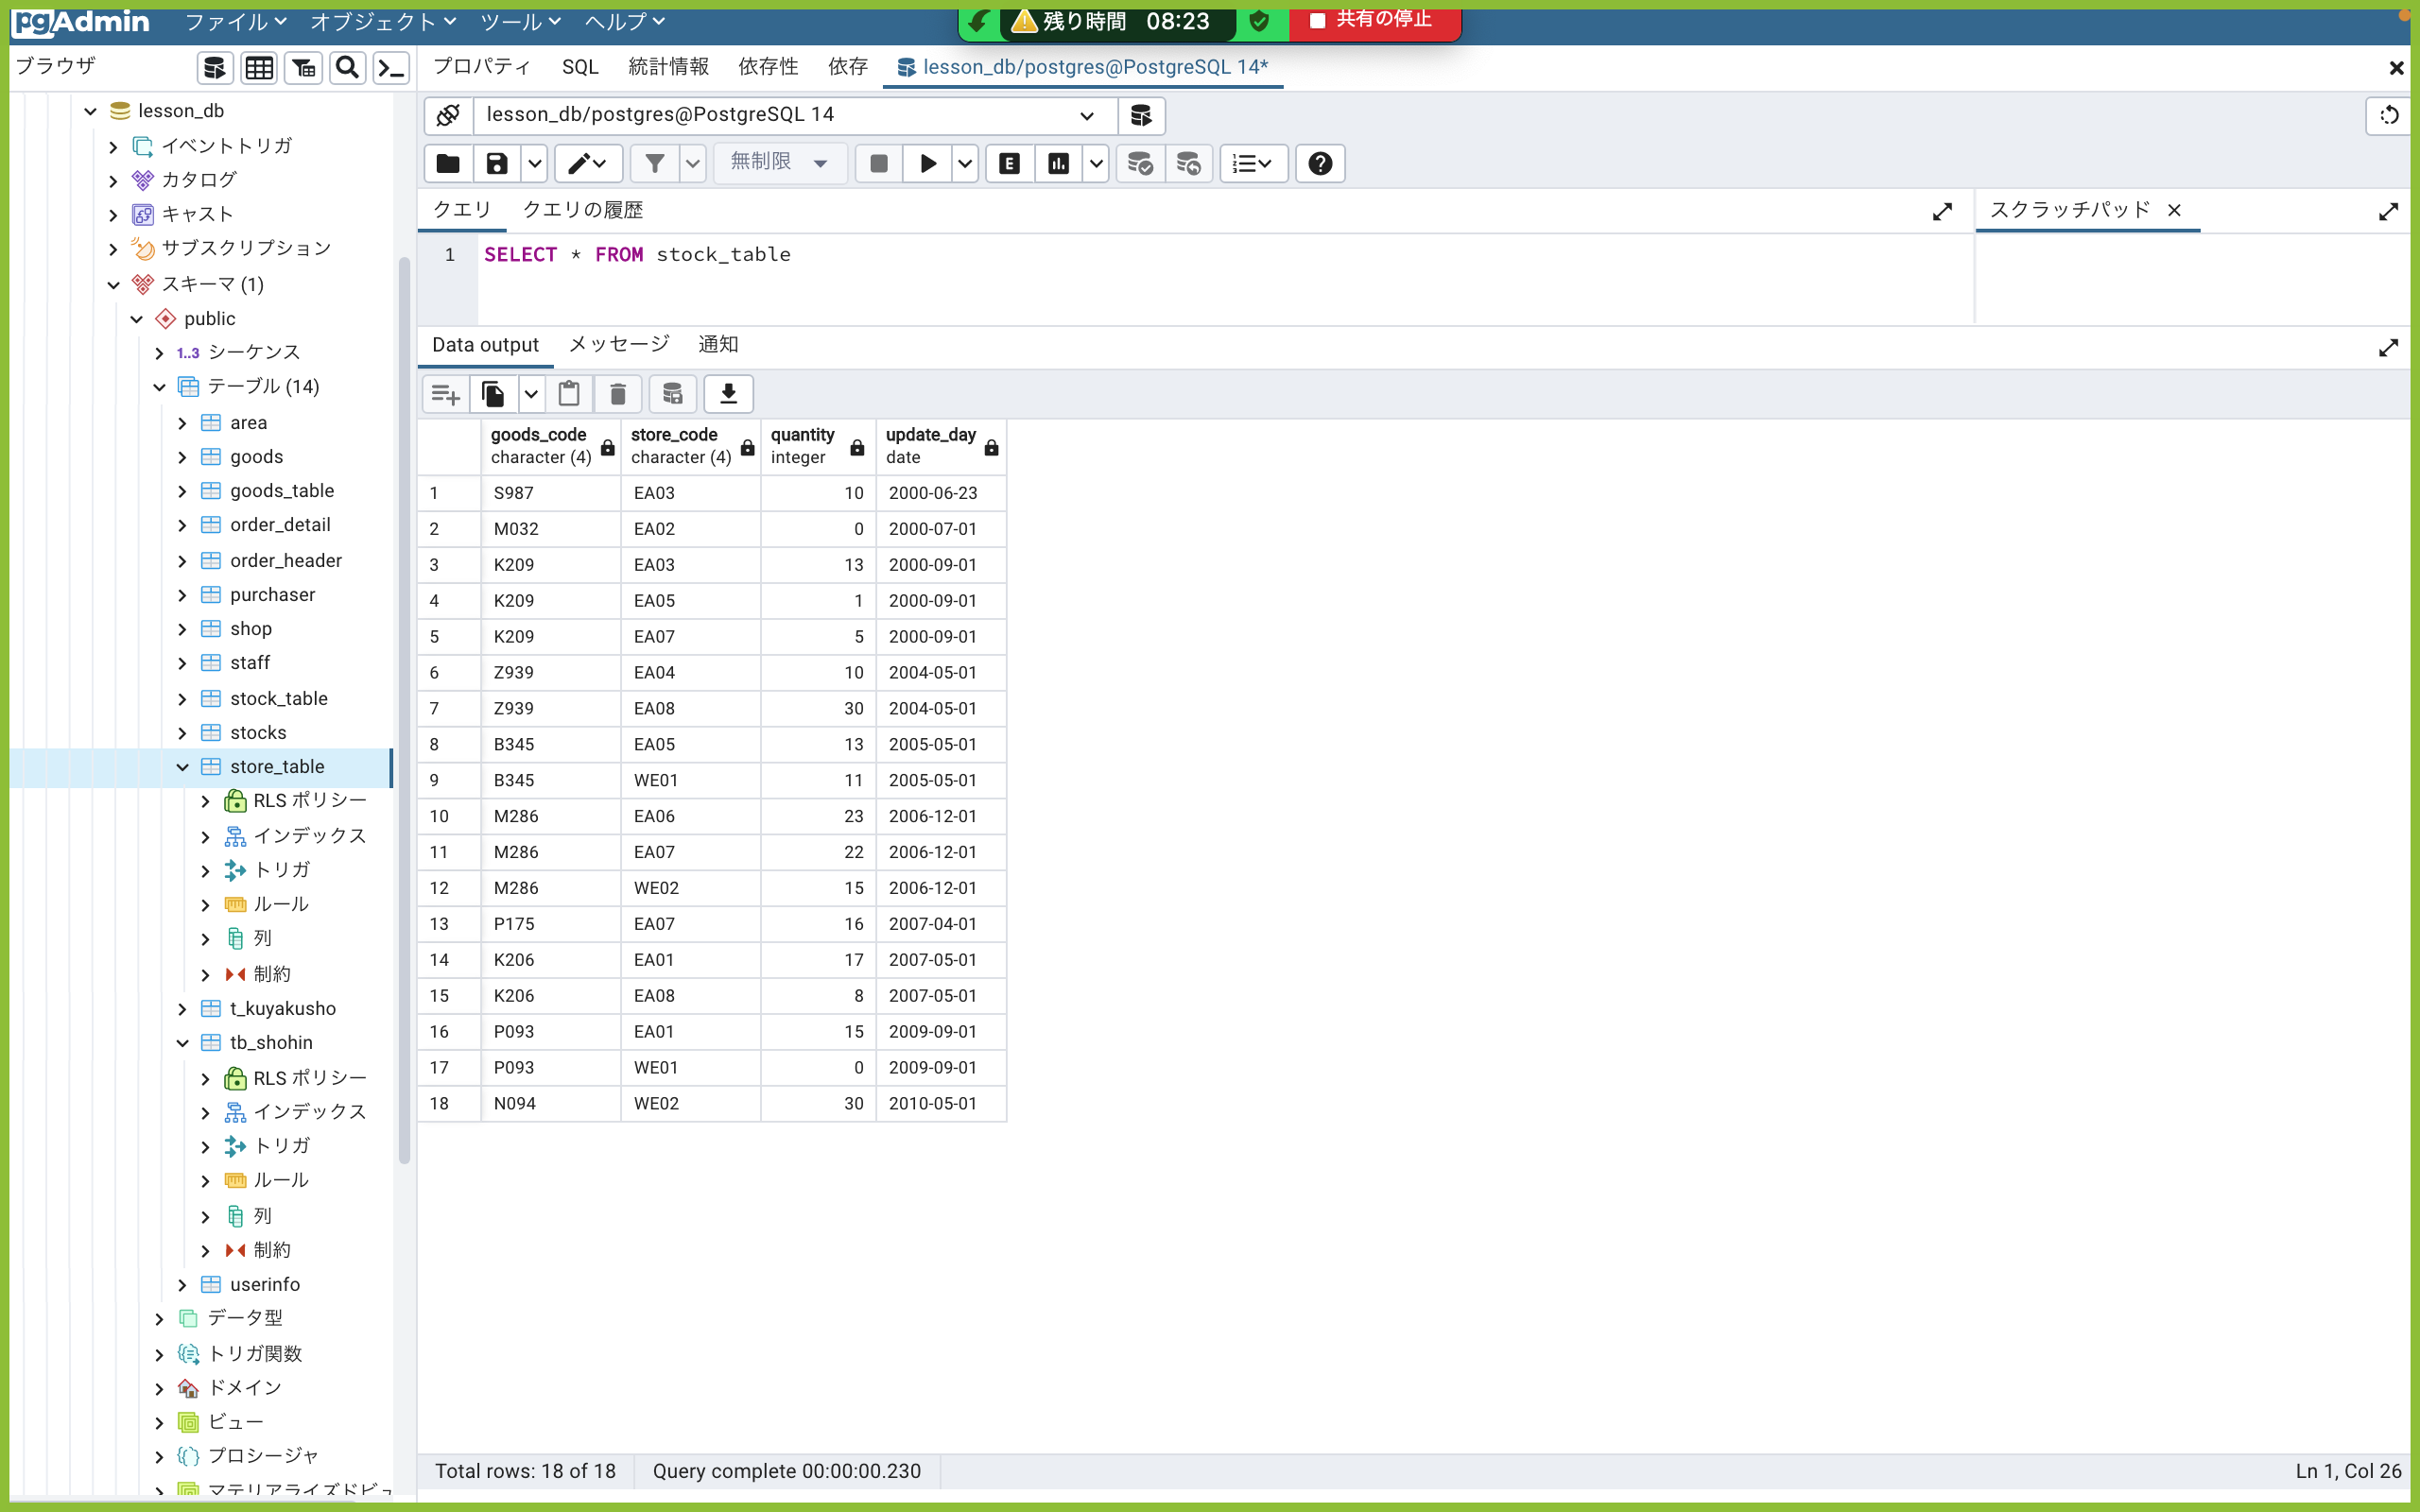 pgAdmin ファイル オブジェクト ツール ヘルプ
残り時間 08:23 共有の停止
ブラウザ
プロパティ SQL 統計情報 依存性 依存 lesson_db/postgres@PostgreSQL 14*
lesson_db
イベントトリガ
カタログ
キャスト
サブスクリプション
スキーマ (1)
public
1..3 シーケンス
テーブル (14)
area
goods
goods_table
order_detail
order_header
purchaser
shop
staff
stock_table
stocks
store_table
RLS ポリシー
インデックス
トリガ
ルール
列
制約
t_kuyakusho
tb_shohin
RLS ポリシー
インデックス
トリガ
ルール
列
制約
userinfo
データ型
トリガ関数
ドメイン
ビュー
プロシージャ
マテリアライズドビュ
lesson_db/postgres@PostgreSQL 14
無制限 E
クエリ クエリの履歴 スクラッチパッド
1 SELECT * FROM stock_table
Data output メッセージ 通知
goods_code store_code quantity update_day
character (4) character (4) integer date
1 S987 EA03 10 2000-06-23
2 M032 EA02 0 2000-07-01
3 K209 EA03 13 2000-09-01
4 K209 EA05 1 2000-09-01
5 K209 EA07 5 2000-09-01
6 Z939 EA04 10 2004-05-01
7 Z939 EA08 30 2004-05-01
8 B345 EA05 13 2005-05-01
9 B345 WE01 11 2005-05-01
10 M286 EA06 23 2006-12-01
11 M286 EA07 22 2006-12-01
12 M286 WE02 15 2006-12-01
13 P175 EA07 16 2007-04-01
14 K206 EA01 17 2007-05-01
15 K206 EA08 8 2007-05-01
16 P093 EA01 15 2009-09-01
17 P093 WE01 0 2009-09-01
18 N094 WE02 30 2010-05-01
Total rows: 18 of 18 Query complete 00:00:00.230 Ln 1, Col 26